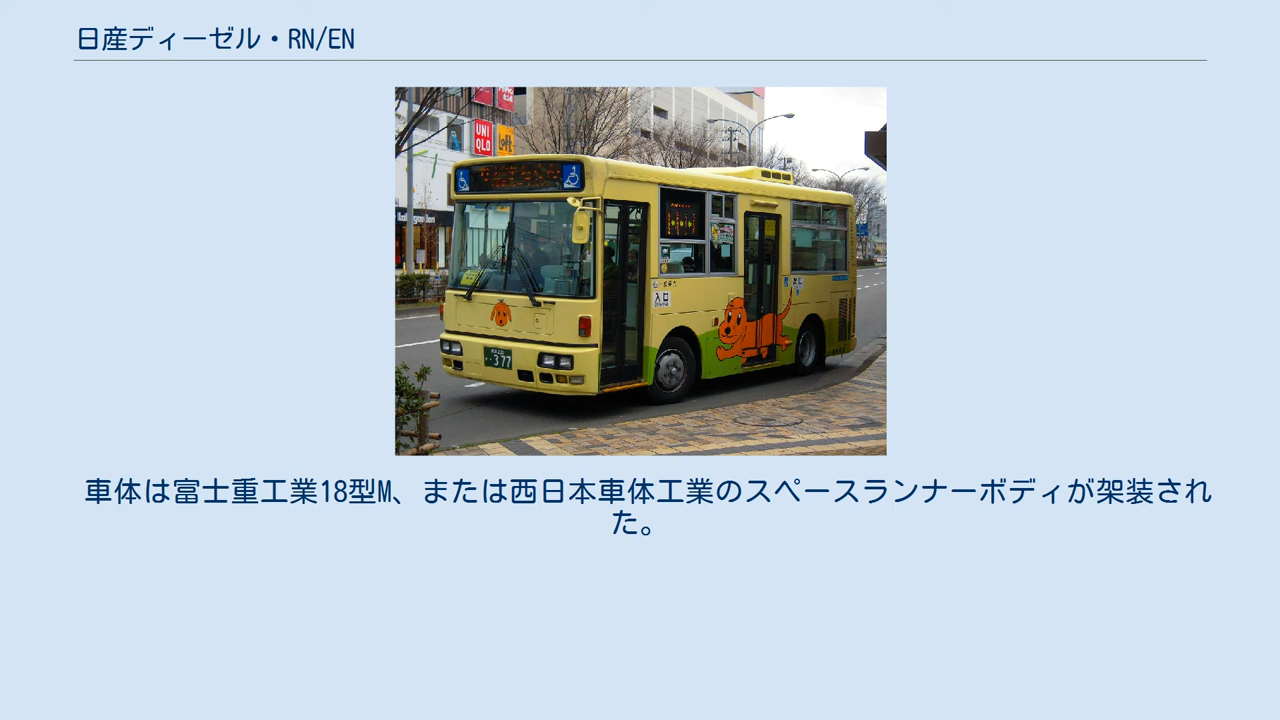 日産ディーゼル・RN/EN
UNI
QLO
Loft
入口
377
車体は富士重工業18型M、または西日本車体工業のスペースランナーボディが架装され
た。